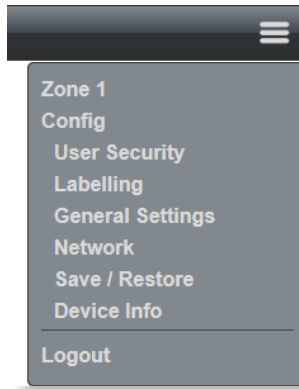 Zone 1
Config
User Security
Labelling
General Settings
Network
Save / Restore
Device Info
Logout